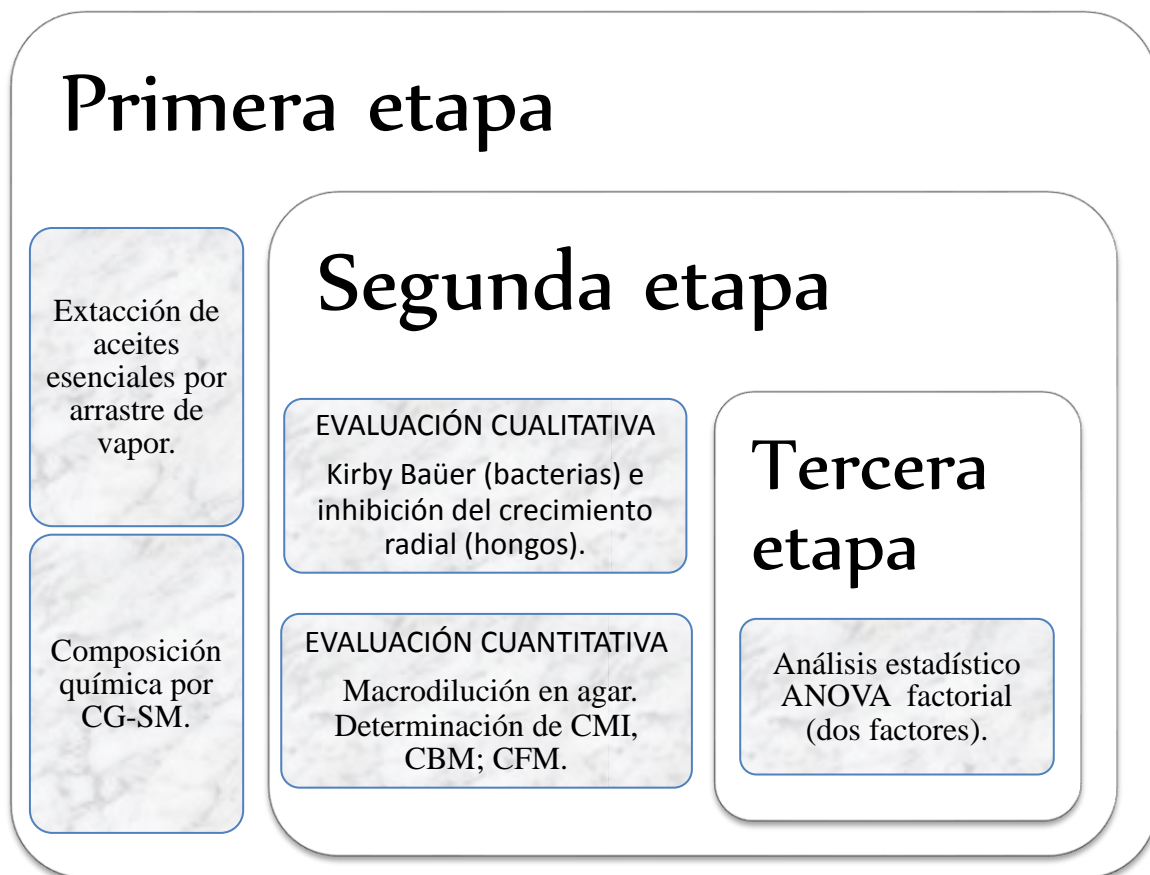 Primera etapa
Extacción de
aceites
esenciales por
arrastre de
vapor.
Composición
química por
CG-SM.
Segunda etapa
EVALUACIÓN CUALITATIVA
Kirby Baüer (bacterias) e
inhibición del crecimiento
radial (hongos).
EVALUACIÓN CUANTITATIVA
Macrodilución en agar.
Determinación de CMI,
CBM; CFM.
Tercera
etapa
Análisis estadístico
ANOVA factorial
(dos factores).